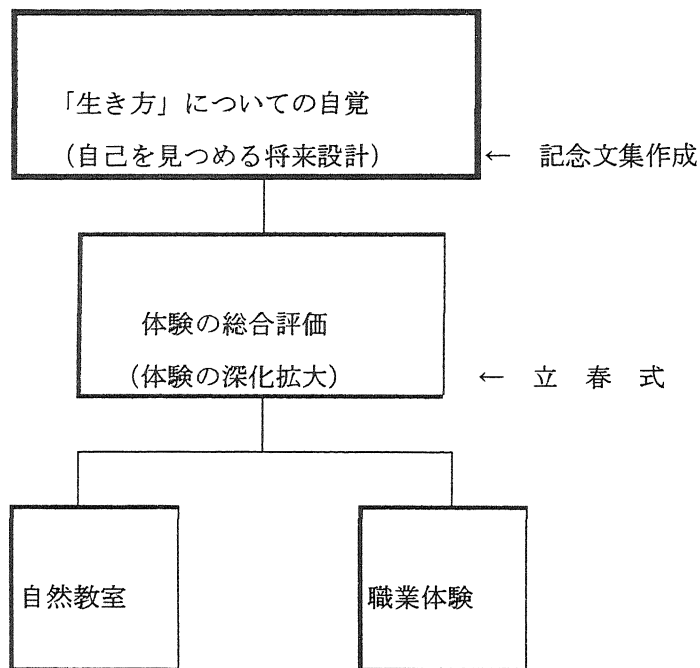 「生き方」についての自覚
（自己を見つめる将来設計） ← 記念文集作成
体験の総合評価
（体験の深化拡大） ← 立　春　式
自然教室 職業体験